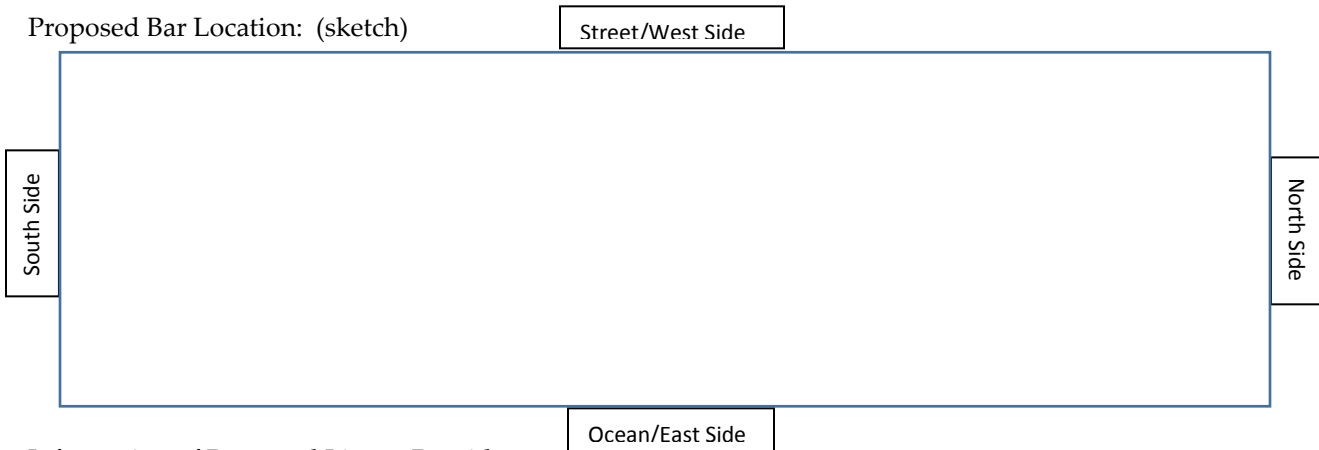 Proposed Bar Location: (sketch)
Street/West Side
South Side
North Side
Ocean/East Side